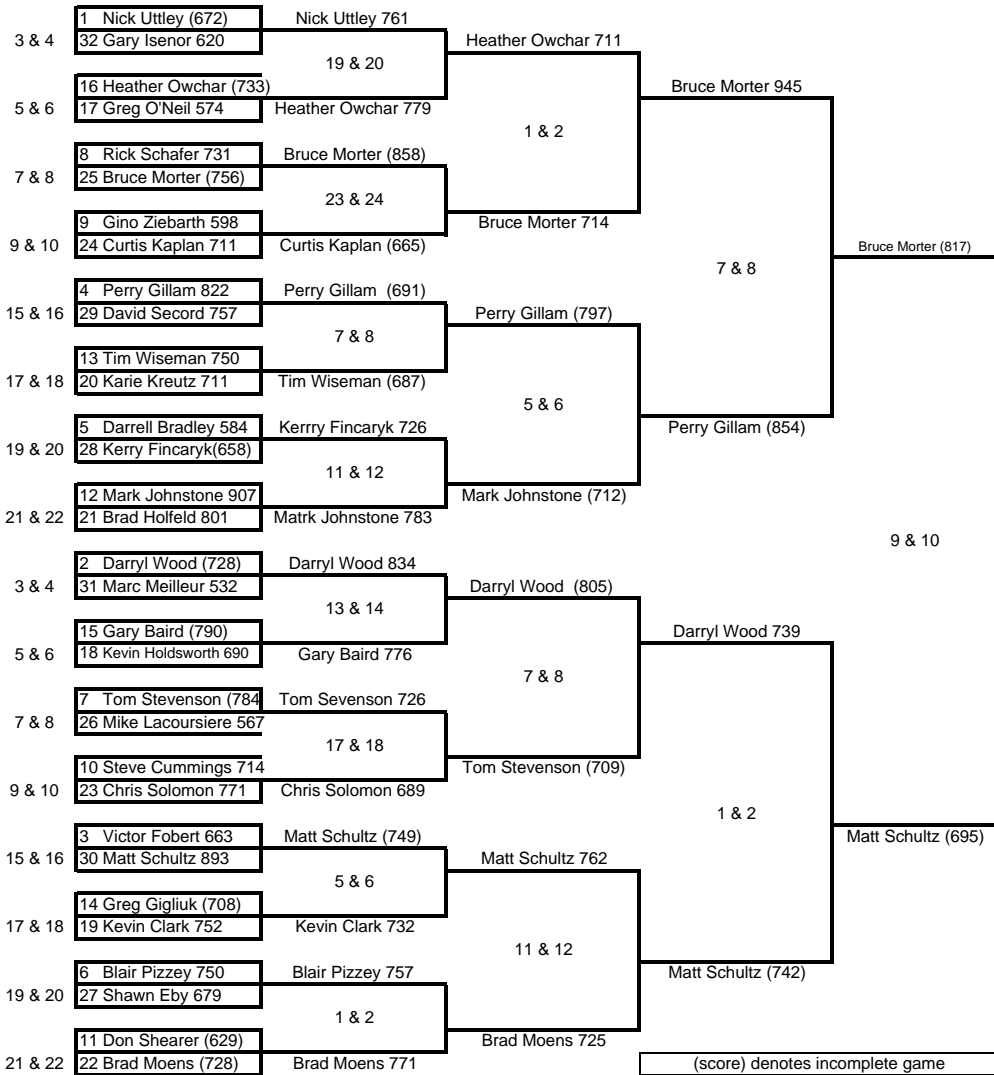 1 Nick Uttley (672) Nick Uttley 761
3 & 4 32 Gary Isenor 620 Heather Owchar 711
19 & 20
16 Heather Owchar (733) Bruce Morter 945
5 & 6 17 Greg O'Neil 574 Heather Owchar 779
1 & 2
8 Rick Schafer 731 Bruce Morter (858)
7 & 8 25 Bruce Morter (756)
23 & 24
9 Gino Ziebarth 598 Bruce Morter 714
9 & 10 24 Curtis Kaplan 711 Curtis Kaplan (665) Bruce Morter (817)
7 & 8
4 Perry Gillam 822 Perry Gillam (691)
15 & 16 29 David Secord 757 Perry Gillam (797)
7 & 8
13 Tim Wiseman 750
17 & 18 20 Karie Kreutz 711 Tim Wiseman (687)
5 & 6
5 Darrell Bradley 584 Kerrry Fincaryk 726 Perry Gillam (854)
19 & 20 28 Kerry Fincaryk(658)
11 & 12
12 Mark Johnstone 907 Mark Johnstone (712)
21 & 22 21 Brad Holfeld 801 Matrk Johnstone 783
9 & 10
2 Darryl Wood (728) Darryl Wood 834
3 & 4 31 Marc Meilleur 532 Darryl Wood (805)
13 & 14
15 Gary Baird (790) Darryl Wood 739
5 & 6 18 Kevin Holdsworth 690 Gary Baird 776
7 & 8
7 Tom Stevenson (784 Tom Sevenson 726
7 & 8 26 Mike Lacoursiere 567
17 & 18
10 Steve Cummings 714 Tom Stevenson (709)
9 & 10 23 Chris Solomon 771 Chris Solomon 689
1 & 2
3 Victor Fobert 663 Matt Schultz (749) Matt Schultz (695)
15 & 16 30 Matt Schultz 893 Matt Schultz 762
5 & 6
14 Greg Gigliuk (708)
17 & 18 19 Kevin Clark 752 Kevin Clark 732
11 & 12
6 Blair Pizzey 750 Blair Pizzey 757 Matt Schultz (742)
19 & 20 27 Shawn Eby 679
1 & 2
11 Don Shearer (629) Brad Moens 725
21 & 22 22 Brad Moens (728) Brad Moens 771 (score) denotes incomplete game